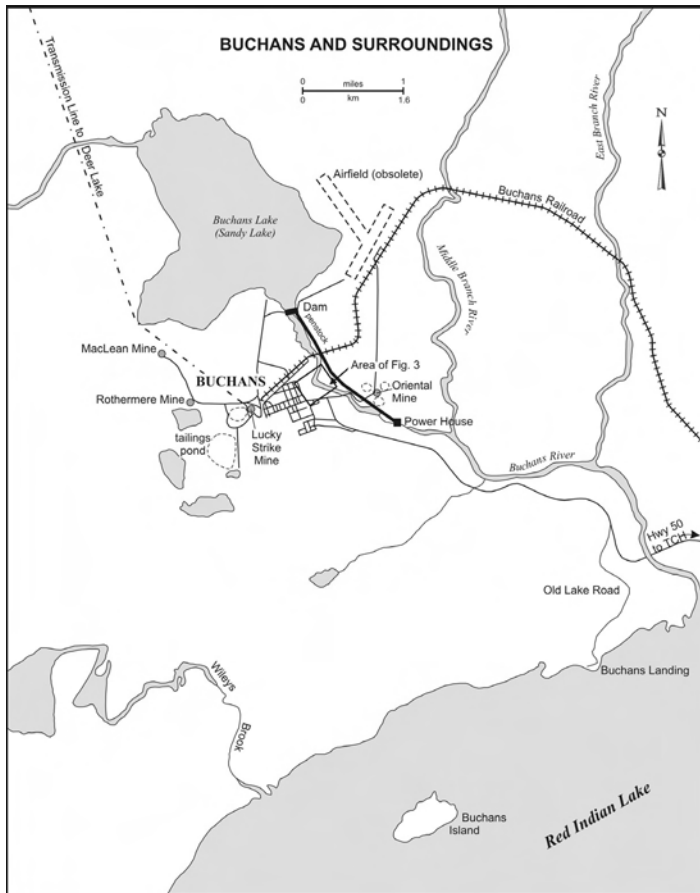 BUCHANS AND SURROUNDINGS
0 miles 1
0 km 1.6
N
Transmission Line to Deer Lake
East Branch River
Airfield (obsolete)
Buchans Railroad
Buchans Lake
(Sandy Lake)
Middle Branch River
Dam
penstock
MacLean Mine
Area of Fig. 3
BUCHANS
Oriental
Mine
Rothermere Mine
Power House
tailings
pond
Lucky
Strike
Mine
Buchans River
Hwy 50
to TCH
Old Lake Road
Buchans Landing
Wileys
Brook
Buchans
Island
Red Indian Lake